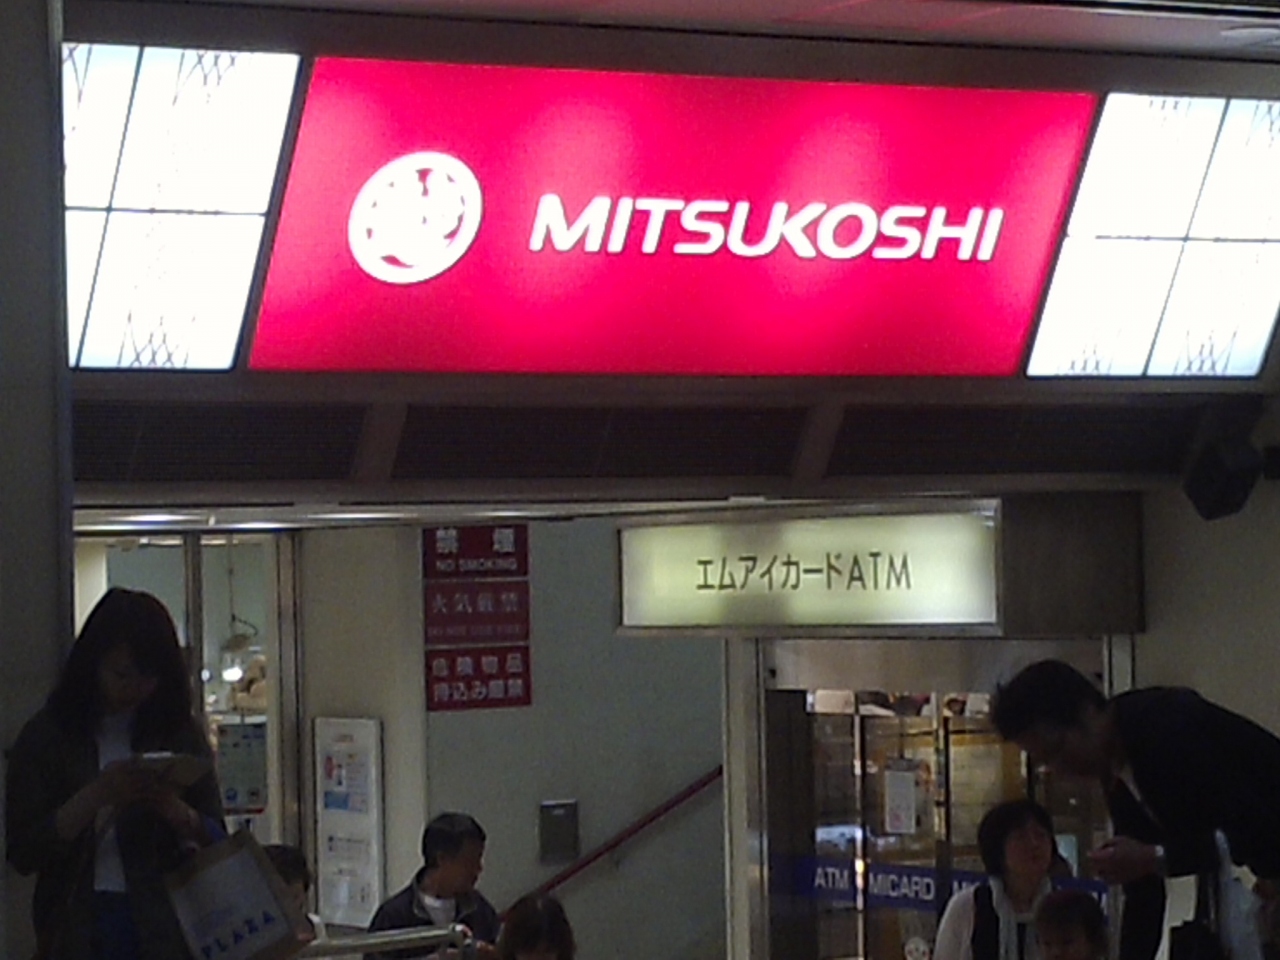 MITSUKOSHI
禁煙
NO SMOKING
火気厳禁
危険物品
持込み厳禁
エムアイカードATM
ATM MICARD
PLAZA